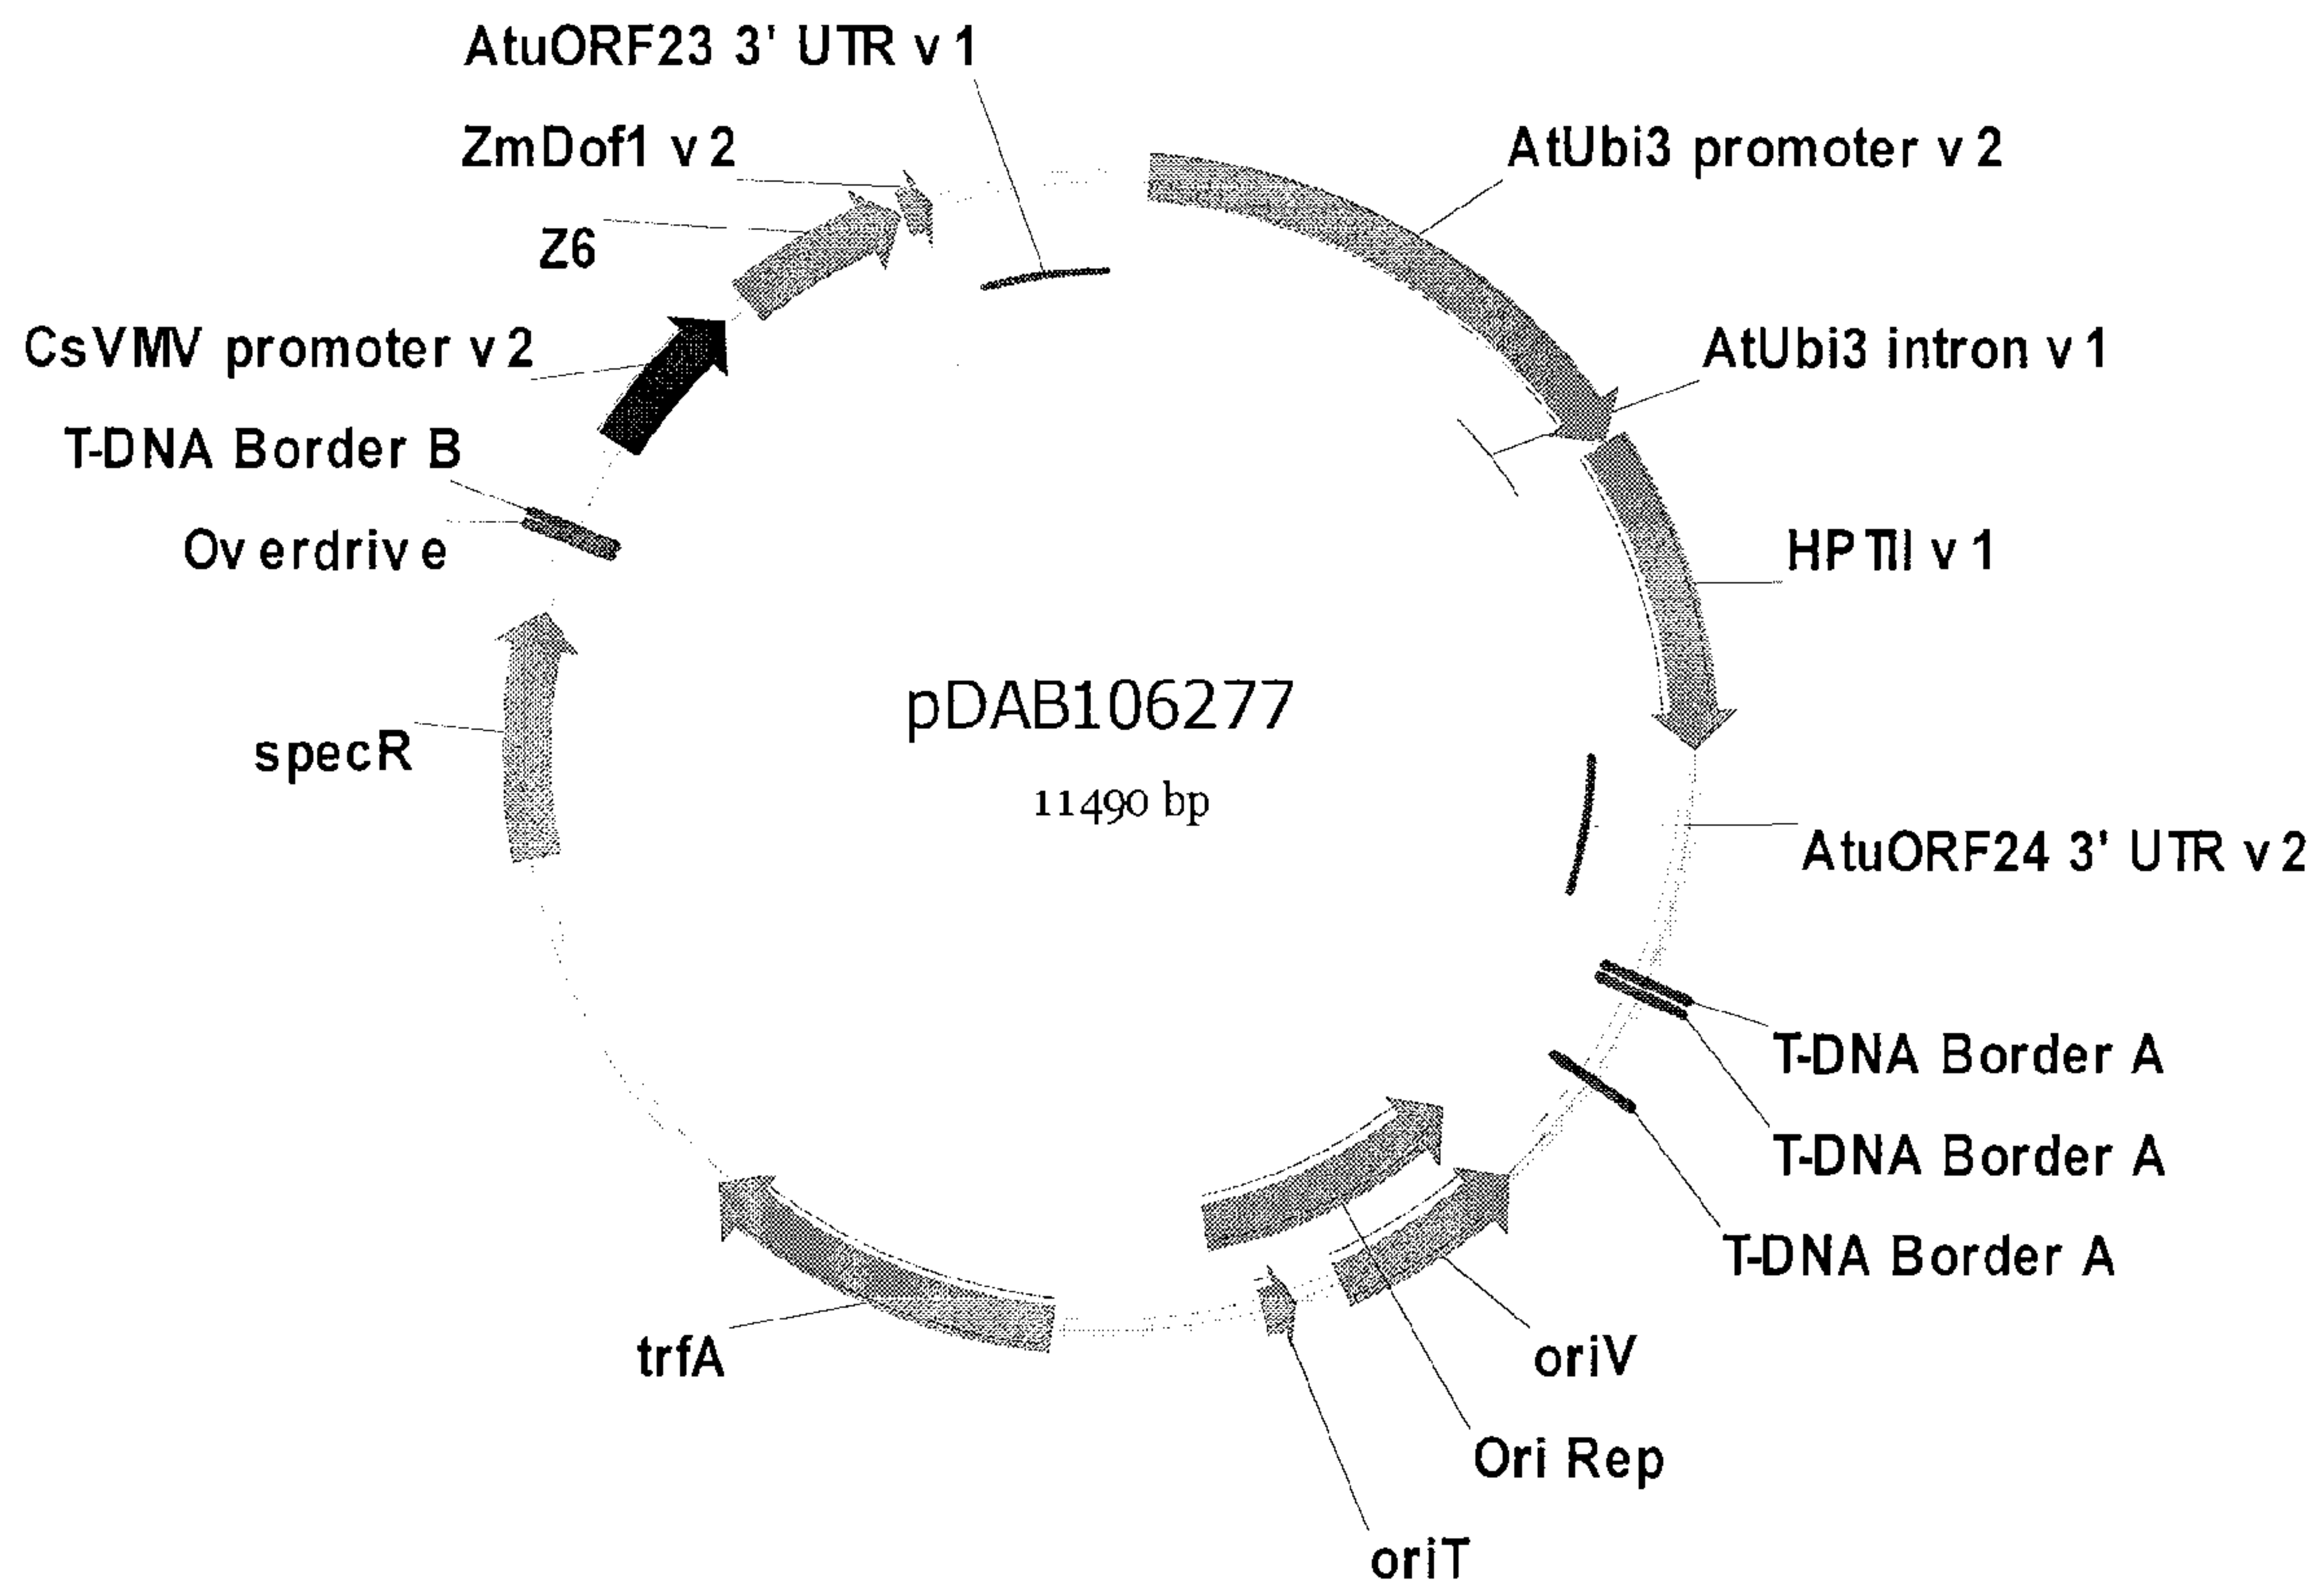 AtuORF23 3' UTR v1
ZmDof1 v2
AtUbi3 promoter v2
Z6
CsVMV promoter v2
AtUbi3 intron v1
T-DNA Border B
Overdrive
HPTII v1
pDAB106277
specR
11490 bp
AtuORF24 3' UTR v2
T-DNA Border A
T-DNA Border A
T-DNA Border A
trfA
oriV
Ori Rep
oriT